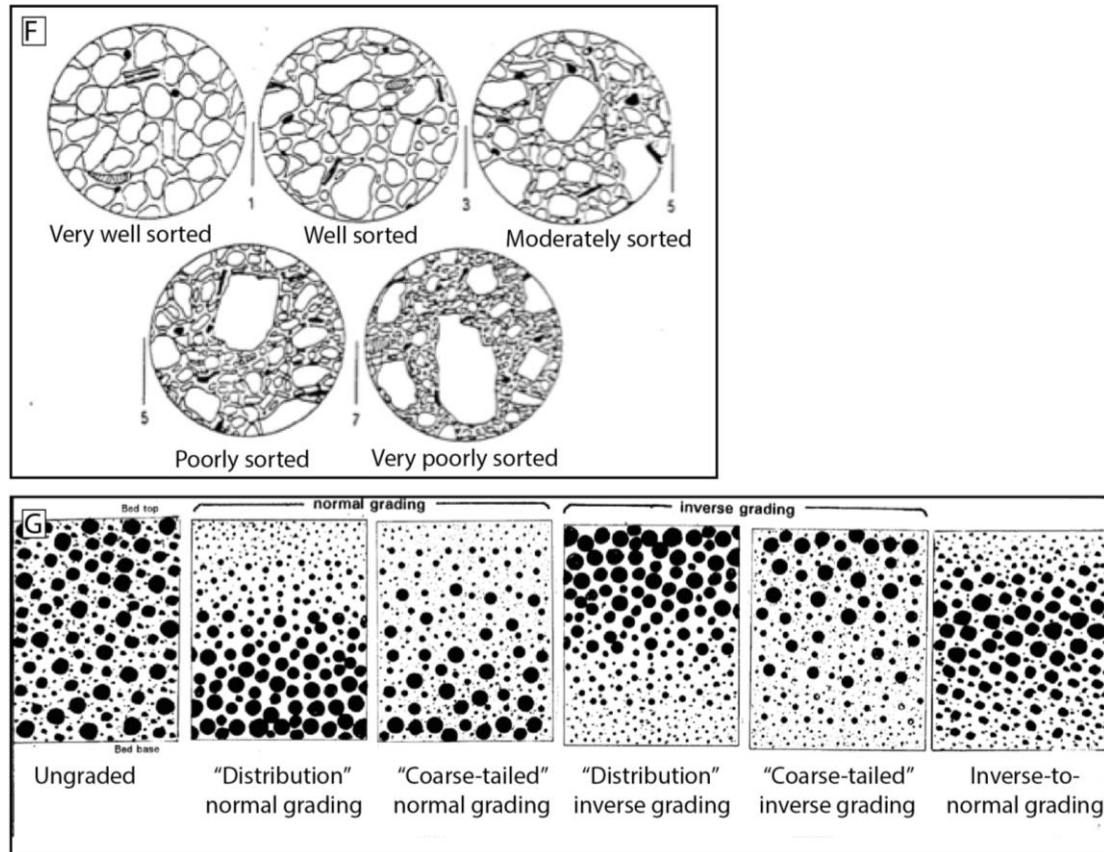 F
1
3
5
Very well sorted
Well sorted
Moderately sorted
5
7
Poorly sorted
Very poorly sorted
G
Bed top
normal grading
inverse grading
Bed base
Ungraded
“Distribution”
normal grading
“Coarse-tailed”
normal grading
“Distribution”
inverse grading
“Coarse-tailed”
inverse grading
Inverse-to-
normal grading